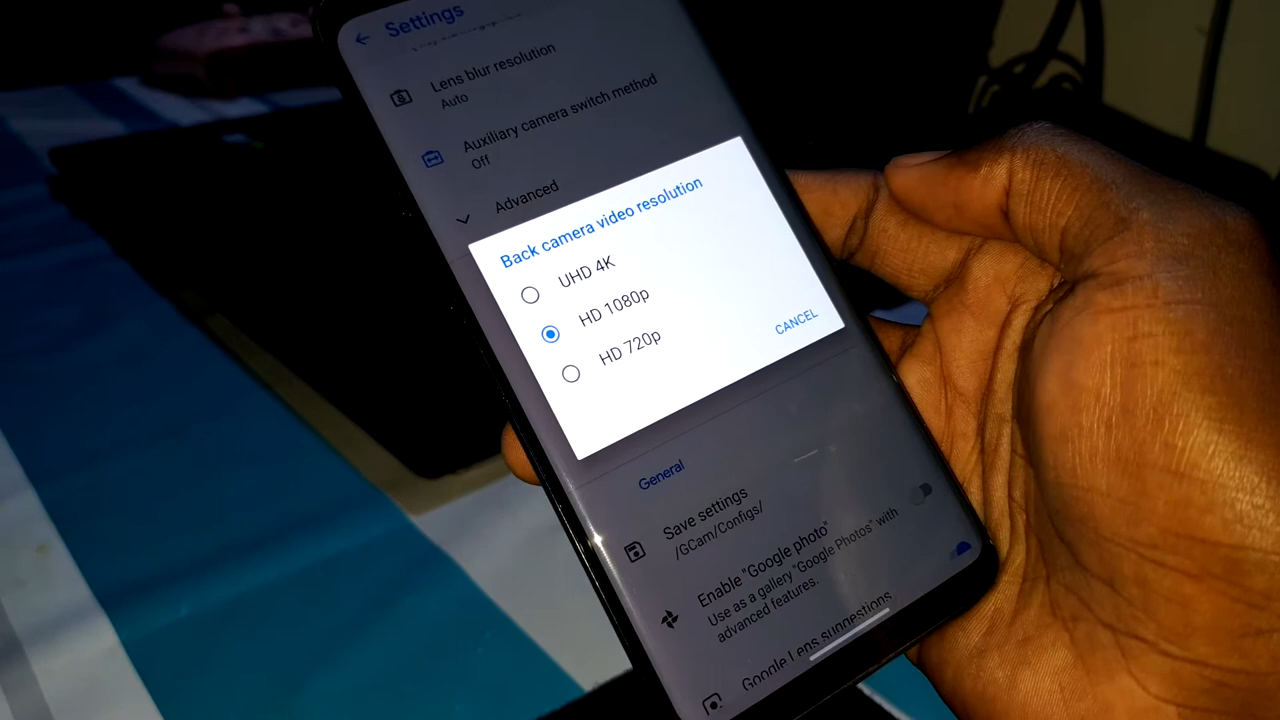 Settings
Lens blur resolution
Auto
Auxiliary camera switch method
Off
Advanced
Back camera video resolution
UHD 4K
HD 1080p
HD 720p
CANCEL
General
Save settings
/GCam/Configs/
Enable "Google photo"
Use as a gallery "Google Photos" with
advanced features.
Google Lens suggestions